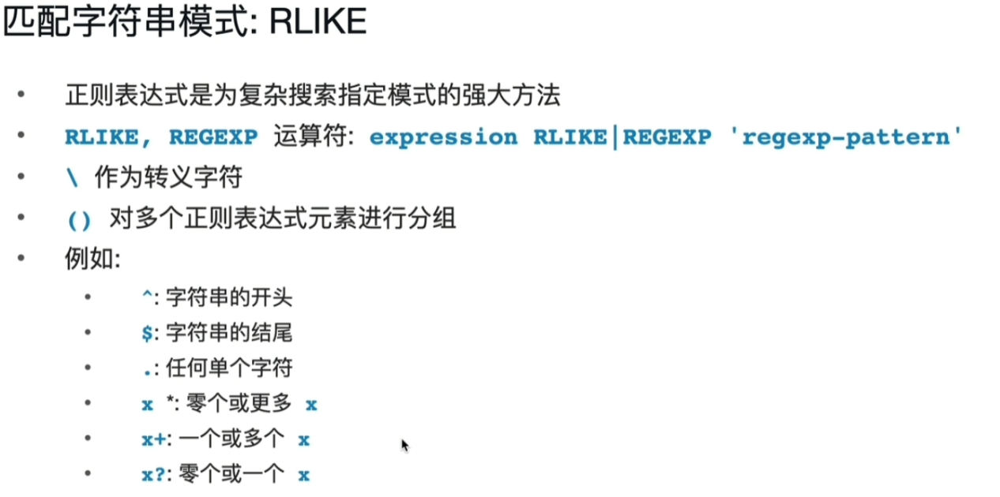 匹配字符串模式: RLIKE
• 正则表达式是为复杂搜索指定模式的强大方法
• RLIKE, REGEXP 运算符: expression RLIKE|REGEXP 'regexp-pattern'
• \ 作为转义字符
• () 对多个正则表达式元素进行分组
• 例如:
• ^: 字符串的开头
• $: 字符串的结尾
• .: 任何单个字符
• x *: 零个或更多 x
• x+: 一个或多个 x
• x?: 零个或一个 x